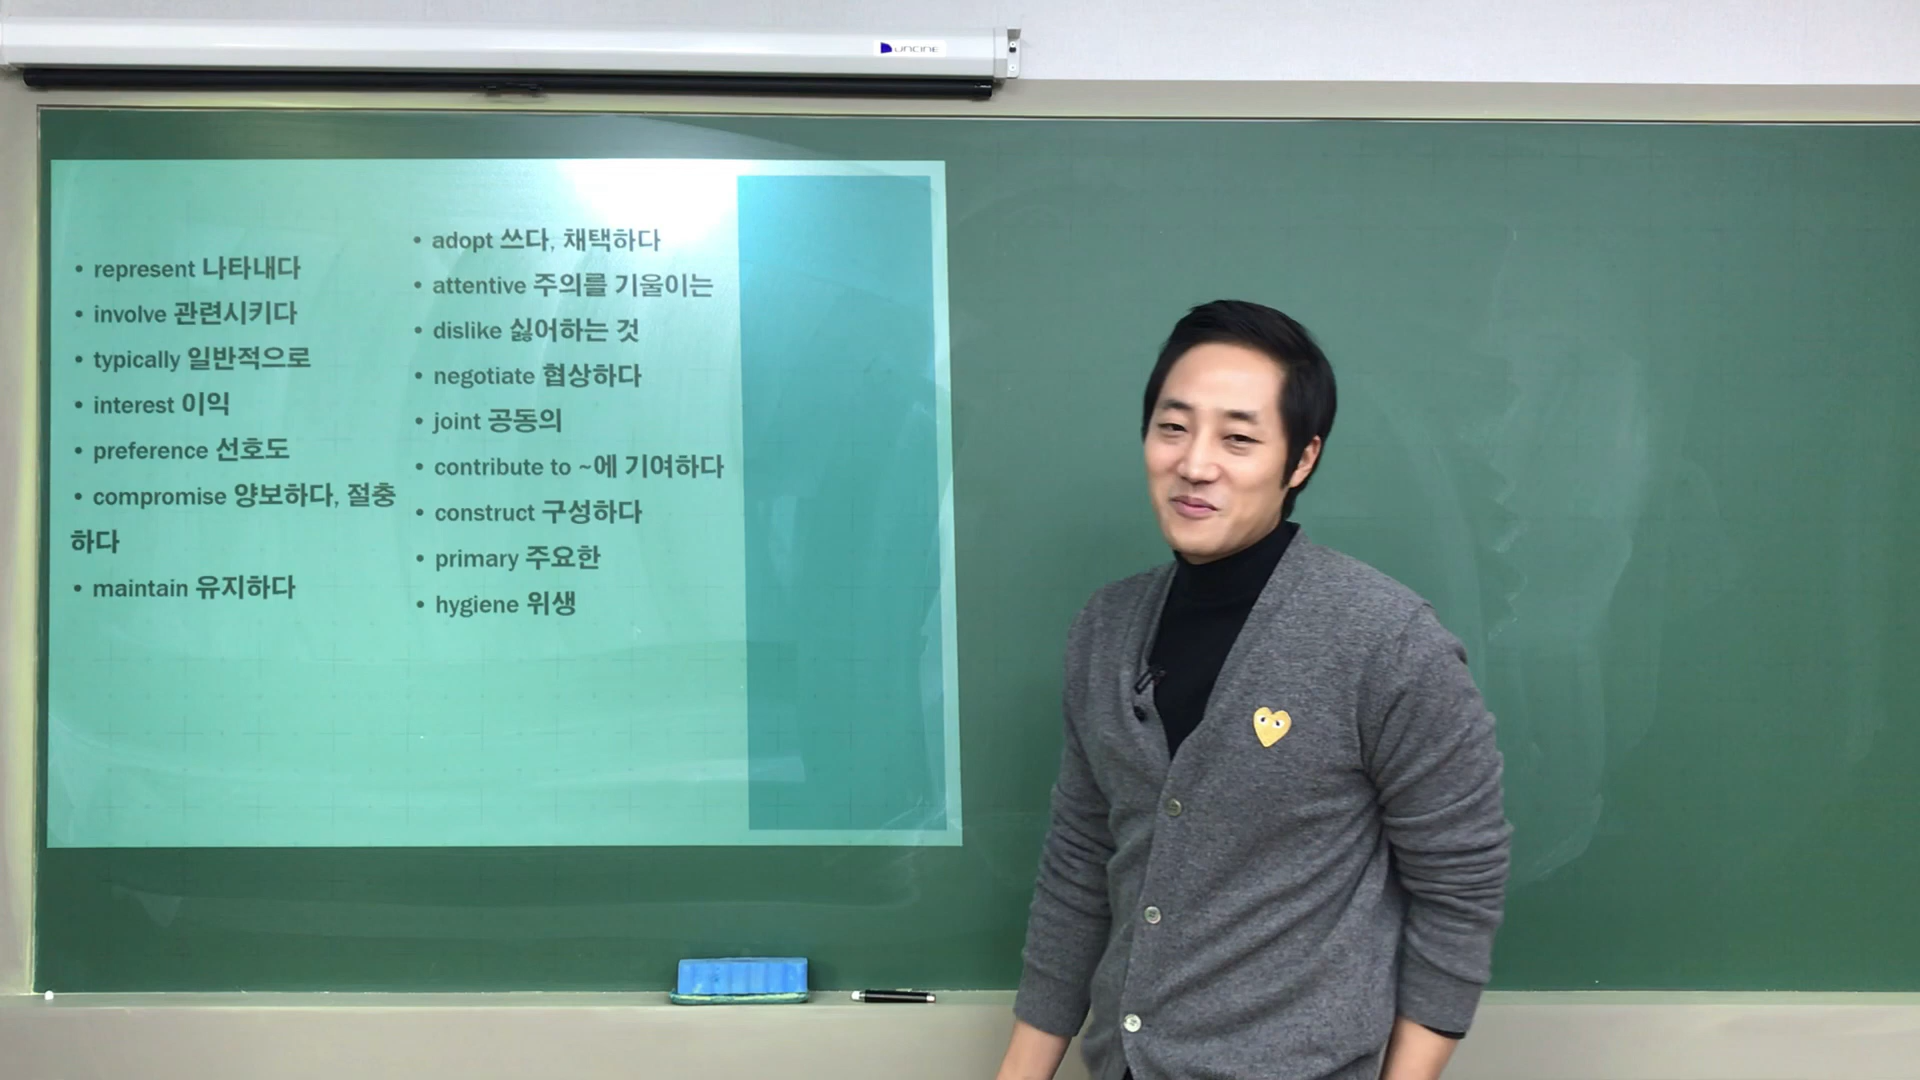 UNCINE
• represent 나타내다
• involve 관련시키다
• typically 일반적으로
• interest 이익
• preference 선호도
• compromise 양보하다, 절충
하다
• maintain 유지하다
• adopt 쓰다, 채택하다
• attentive 주의를 기울이는
• dislike 싫어하는 것
• negotiate 협상하다
• joint 공동의
• contribute to ~에 기여하다
• construct 구성하다
• primary 주요한
• hygiene 위생